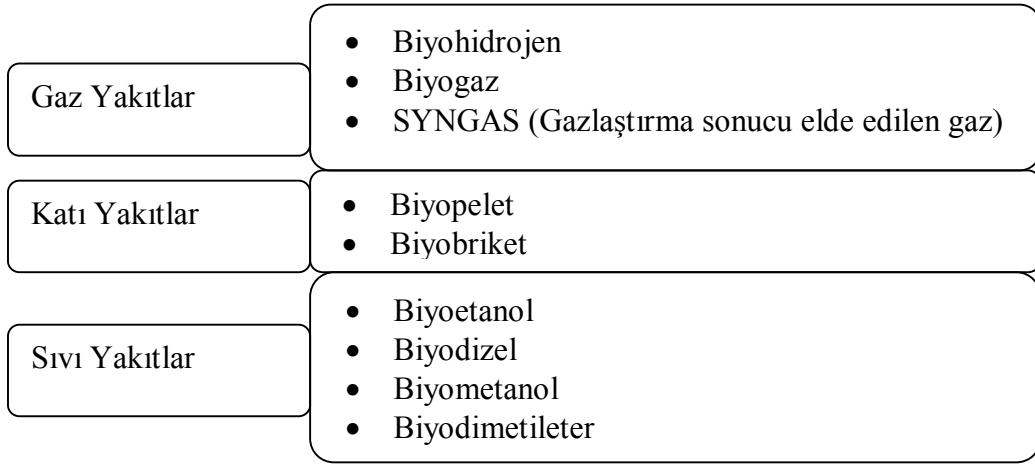 Gaz Yakıtlar
• Biyohidrojen
• Biyogaz
• SYNGAS (Gazlaştırma sonucu elde edilen gaz)
Katı Yakıtlar
• Biyopelet
• Biyobriket
Sıvı Yakıtlar
• Biyoetanol
• Biyodizel
• Biyometanol
• Biyodimetileter